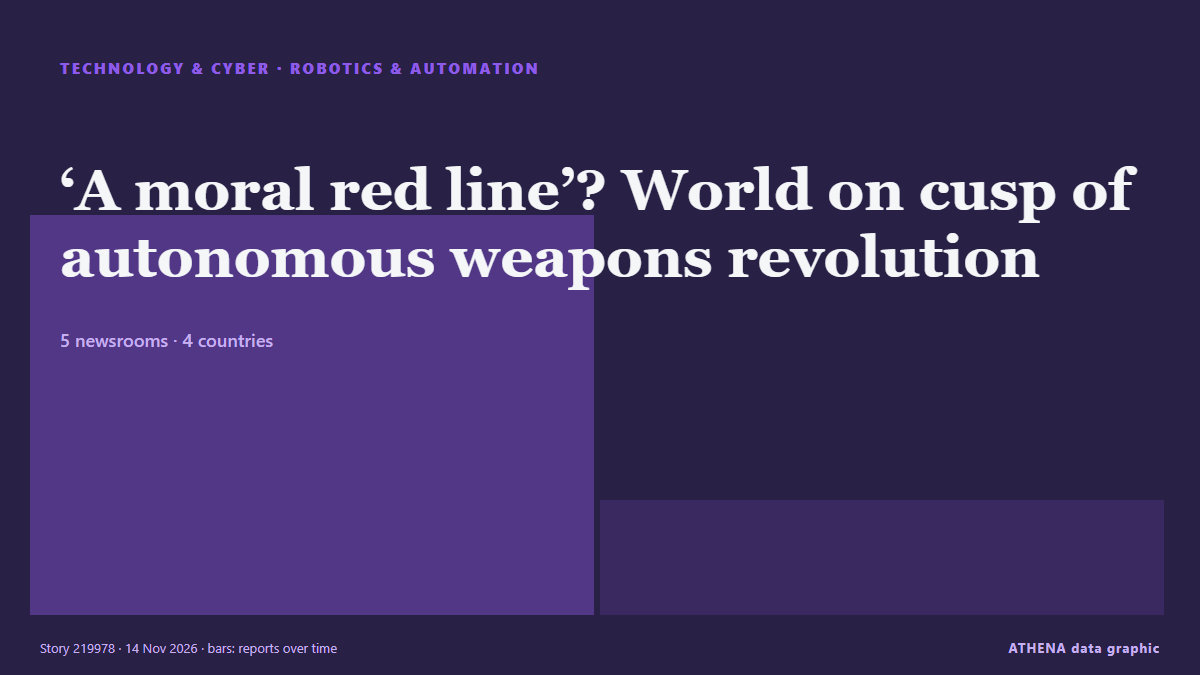 TECHNOLOGY & CYBER · ROBOTICS & AUTOMATION
‘A moral red line’? World on cusp of
autonomous weapons revolution
5 newsrooms · 4 countries
Story 219978 · 14 Nov 2026 · bars: reports over time
ATHENA data graphic